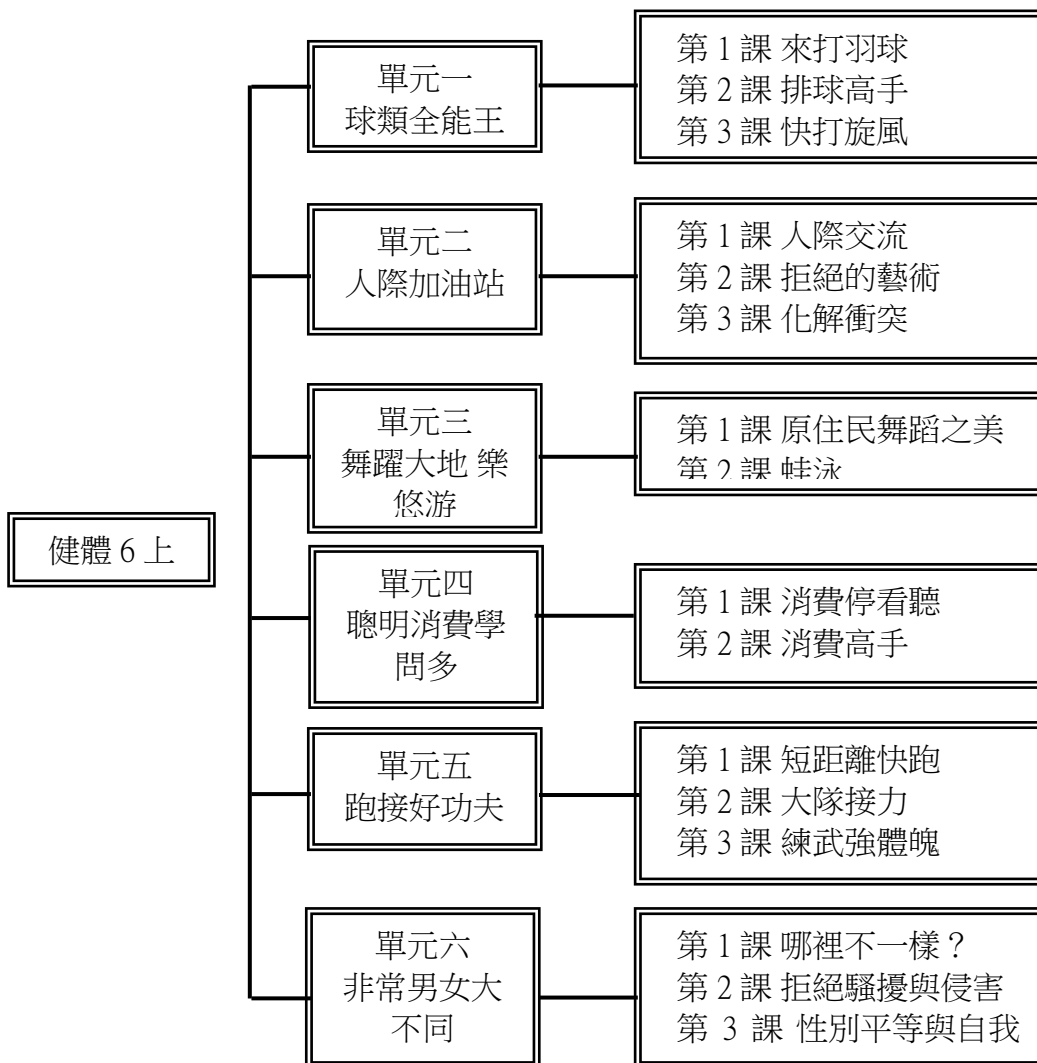 單元一
球類全能王
第 1 課 來打羽球
第 2 課 排球高手
第 3 課 快打旋風
單元二
人際加油站
第 1 課 人際交流
第 2 課 拒絕的藝術
第 3 課 化解衝突
單元三
舞躍大地 樂
悠游
第 1 課 原住民舞蹈之美
第 2 課 蛙泳
健體 6 上
單元四
聰明消費學
問多
第 1 課 消費停看聽
第 2 課 消費高手
單元五
跑接好功夫
第 1 課 短距離快跑
第 2 課 大隊接力
第 3 課 練武強體魄
單元六
非常男女大
不同
第 1 課 哪裡不一樣？
第 2 課 拒絕騷擾與侵害
第 3 課 性別平等與自我